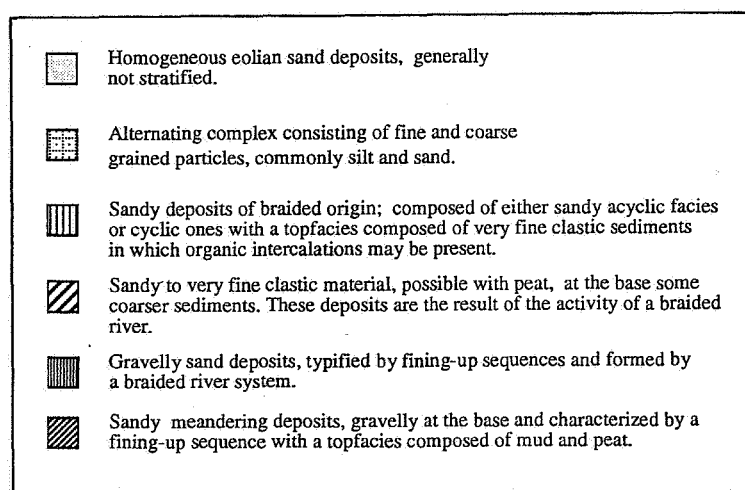 Homogeneous eolian sand deposits, generally
not stratified.
Alternating complex consisting of fine and coarse
grained particles, commonly silt and sand.
Sandy deposits of braided origin; composed of either sandy acyclic facies
or cyclic ones with a topfacies composed of very fine clastic sediments
in which organic intercalations may be present.
Sandy to very fine clastic material, possible with peat, at the base some
coarser sediments. These deposits are the result of the activity of a braided
river.
Gravelly sand deposits, typified by fining-up sequences and formed by
a braided river system.
Sandy meandering deposits, gravelly at the base and characterized by a
fining-up sequence with a topfacies composed of mud and peat.